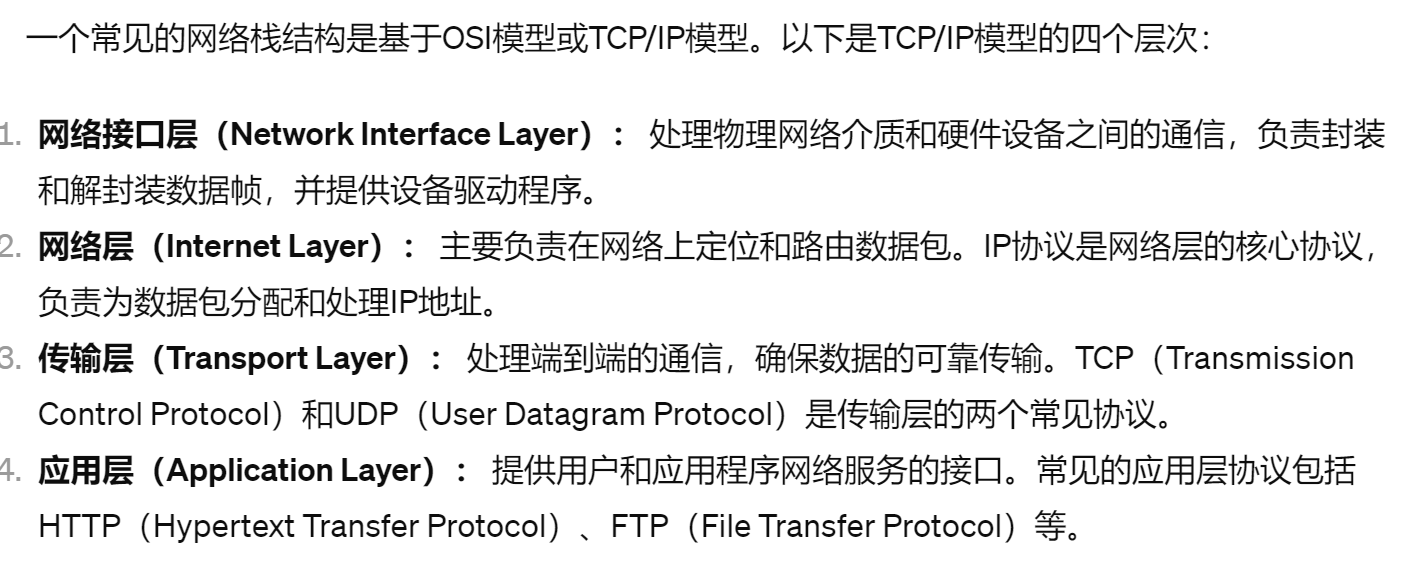 一个常见的网络栈结构是基于OSI模型或TCP/IP模型。以下是TCP/IP模型的四个层次：
1. 网络接口层（Network Interface Layer）： 处理物理网络介质和硬件设备之间的通信，负责封装
和解封装数据帧，并提供设备驱动程序。
2. 网络层（Internet Layer）： 主要负责在网络上定位和路由数据包。IP协议是网络层的核心协议，
负责为数据包分配和处理IP地址。
3. 传输层（Transport Layer）： 处理端到端的通信，确保数据的可靠传输。TCP（Transmission
Control Protocol）和UDP（User Datagram Protocol）是传输层的两个常见协议。
4. 应用层（Application Layer）： 提供用户和应用程序网络服务的接口。常见的应用层协议包括
HTTP（Hypertext Transfer Protocol）、FTP（File Transfer Protocol）等。